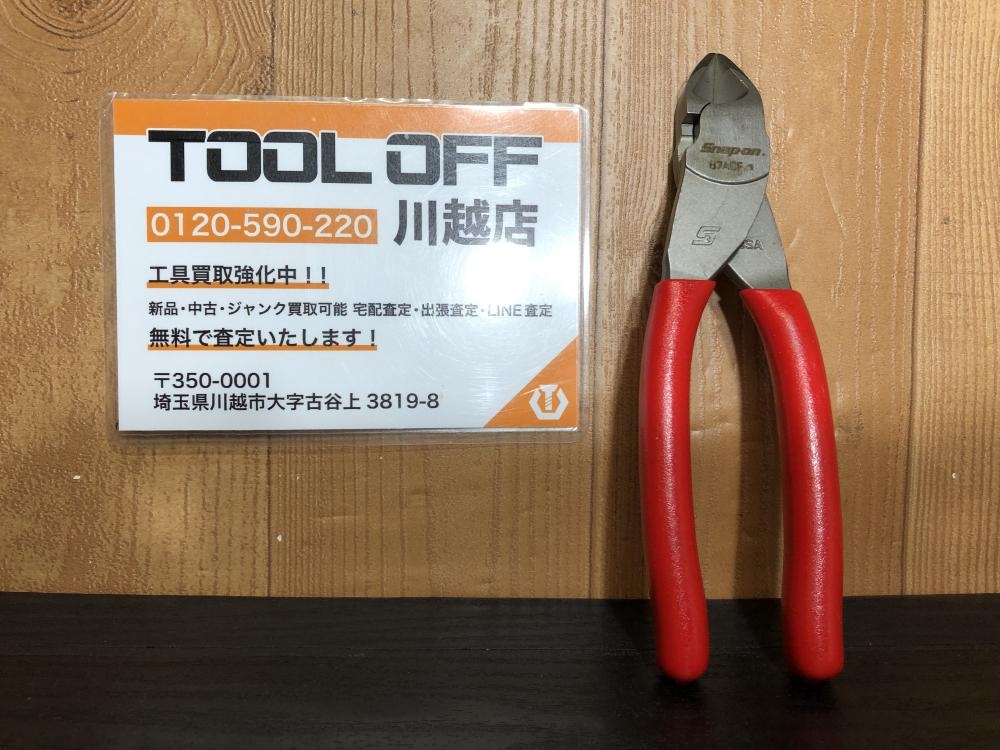 TOOL OFF
0120-590-220 川越店
工具買取強化中!!
新品・中古・ジャンク買取可能 宅配査定・出張査定・LINE査定
無料で査定いたします!
〒350-0001
埼玉県川越市大字古谷上 3819-8
Snap-on
87ACF